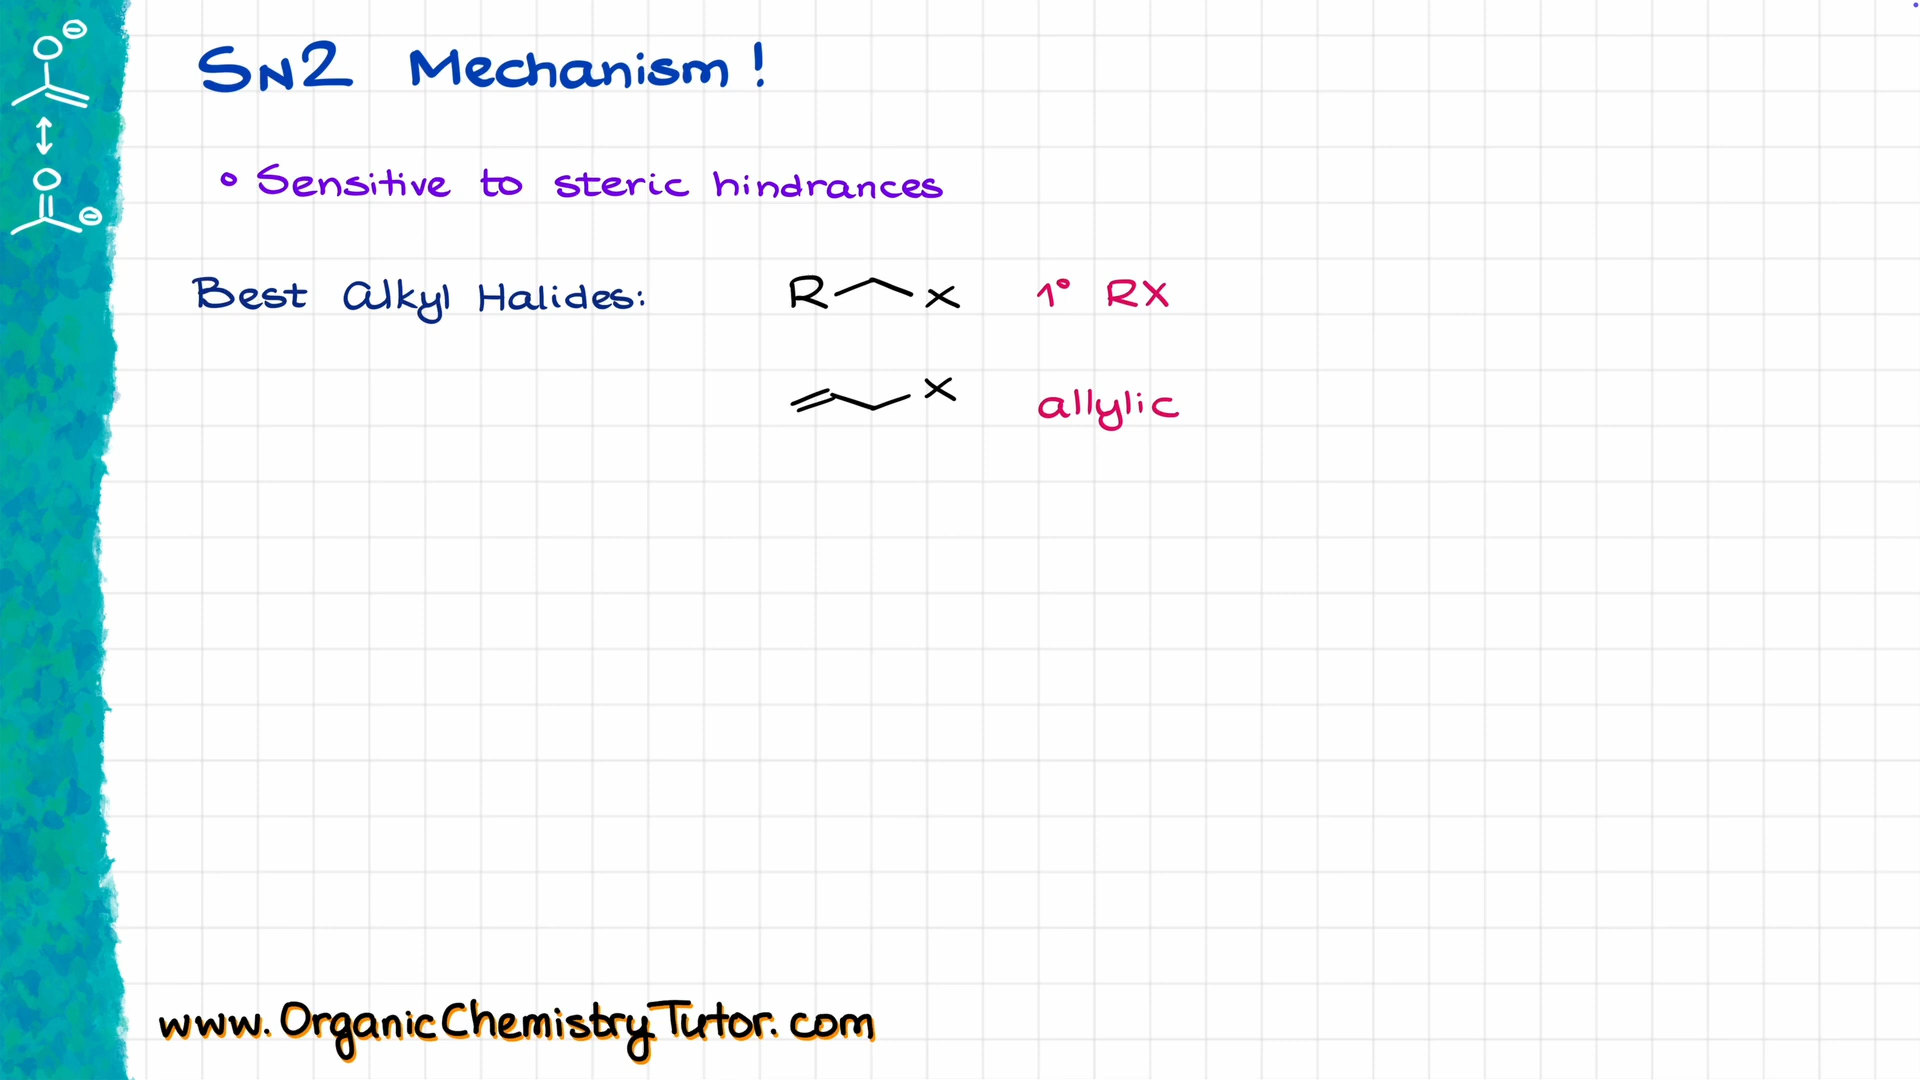 SN2 Mechanism!
• Sensitive to steric hindrances
Best Alkyl Halides: R X 1° RX
X allylic
www.OrganicChemistryTutor.com
O ⊖
O ⊖